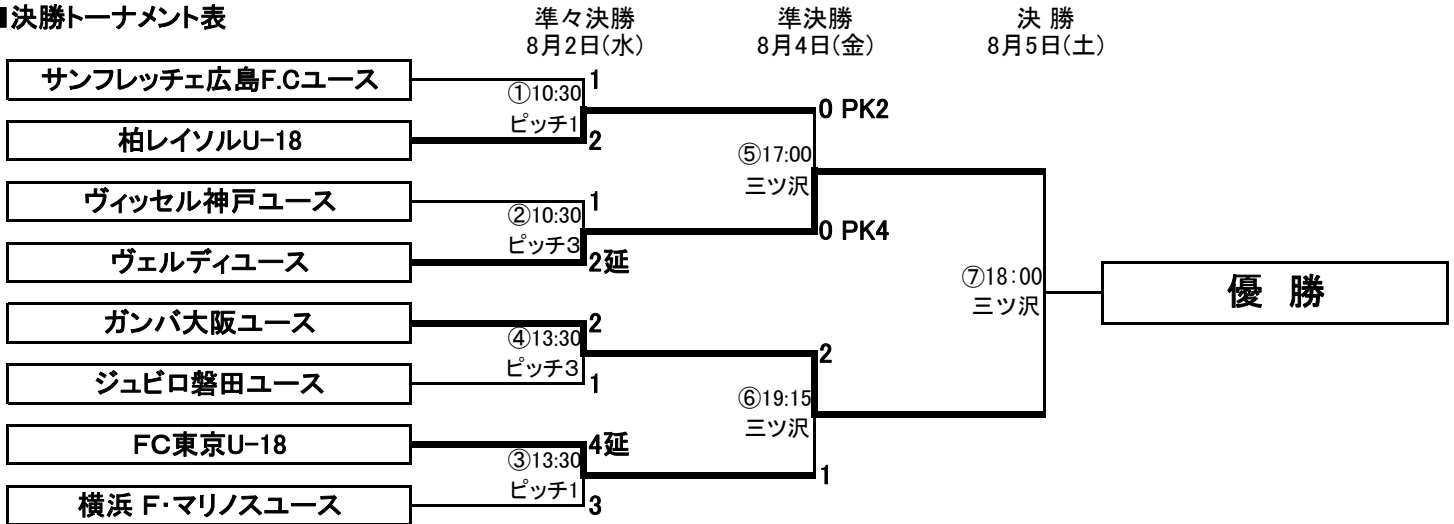 ■決勝トーナメント表
準々決勝
8月2日(水)
準決勝
8月4日(金)
決 勝
8月5日(土)
サンフレッチェ広島F.Cユース
1
①10:30
ピッチ1
0 PK2
柏レイソルU-18
2
⑤17:00
三ツ沢
ヴィッセル神戸ユース
1
②10:30
ピッチ3
0 PK4
ヴェルディユース
2延
⑦18:00
三ツ沢
優 勝
ガンバ大阪ユース
2
④13:30
ピッチ3
2
ジュビロ磐田ユース
1
⑥19:15
三ツ沢
FC東京U-18
4延
③13:30
ピッチ1
1
横浜 F・マリノスユース
3